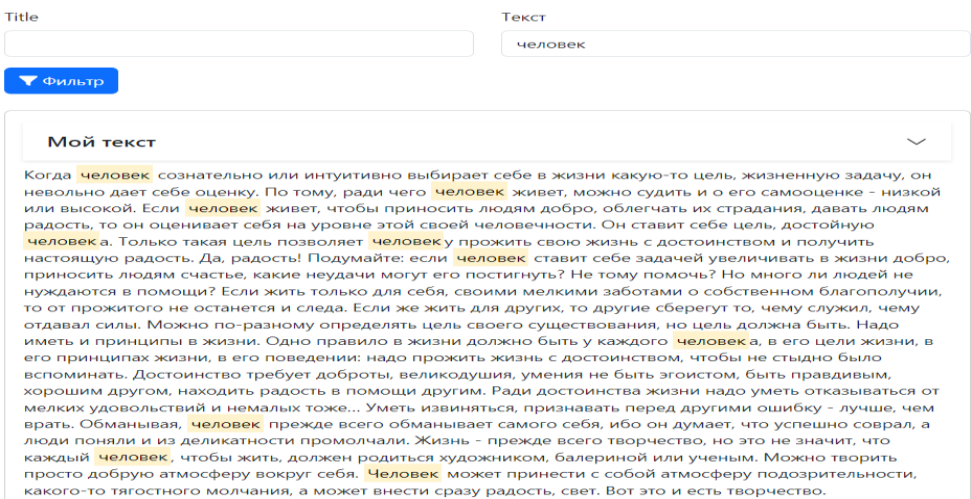 Title
Текст
человек
Фильтр
Мой текст
Когда человек сознательно или интуитивно выбирает себе в жизни какую-то цель, жизненную задачу, он
невольно дает себе оценку. По тому, ради чего человек живет, можно судить и о его самооценке - низкой
или высокой. Если человек живет, чтобы приносить людям добро, облегчать их страдания, давать людям
радость, то он оценивает себя на уровне этой своей человечности. Он ставит себе цель, достойную
человека. Только такая цель позволяет человеку прожить свою жизнь с достоинством и получить
настоящую радость. Да, радость! Подумайте: если человек ставит себе задачей увеличивать в жизни добро,
приносить людям счастье, какие неудачи могут его постигнуть? Не тому помочь? Но много ли людей не
нуждаются в помощи? Если жить только для себя, своими мелкими заботами о собственном благополучии,
то от прожитого не останется и следа. Если же жить для других, то другие сберегут то, чему служил, чему
отдавал силы. Можно по-разному определять цель своего существования, но цель должна быть. Надо
иметь и принципы в жизни. Одно правило в жизни должно быть у каждого человека, в его цели жизни, в
его принципах жизни, в его поведении: надо прожить жизнь с достоинством, чтобы не стыдно было
вспоминать. Достоинство требует доброты, великодушия, умения не быть эгоистом, быть правдивым,
хорошим другом, находить радость в помощи другим. Ради достоинства жизни надо уметь отказываться от
мелких удовольствий и немалых тоже... Уметь извиняться, признавать перед другими ошибку - лучше, чем
врать. Обманывая, человек прежде всего обманывает самого себя, ибо он думает, что успешно соврал, а
люди поняли и из деликатности промолчали. Жизнь - прежде всего творчество, но это не значит, что
каждый человек, чтобы жить, должен родиться художником, балериной или ученым. Можно творить
просто добрую атмосферу вокруг себя. Человек может принести с собой атмосферу подозрительности,
какого-то тягостного молчания, а может внести сразу радость, свет. Вот это и есть творчество.